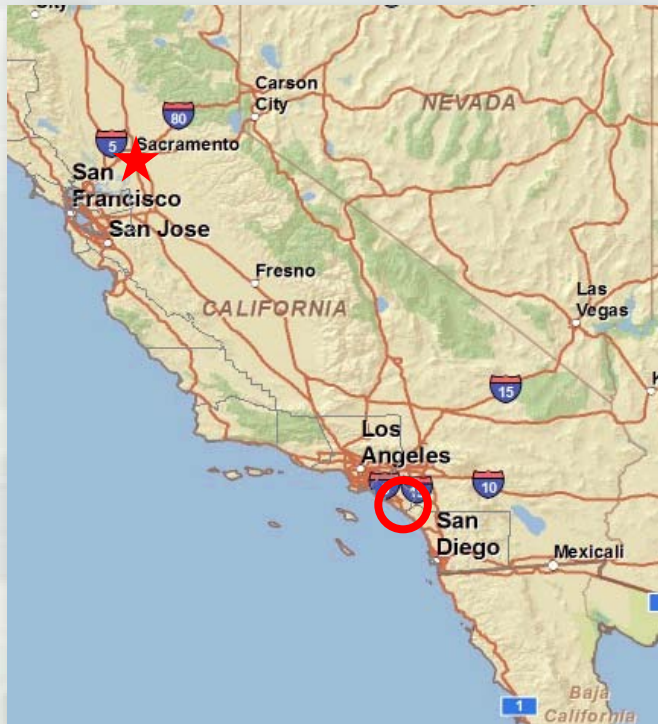 City
Carson
City
NEVADA
80
5
Sacramento
San
Francisco
San Jose
Fresno
Las
Vegas
CALIFORNIA
15
K
Los
Angeles
10
San
Diego
Mexicali
1
Baja
California